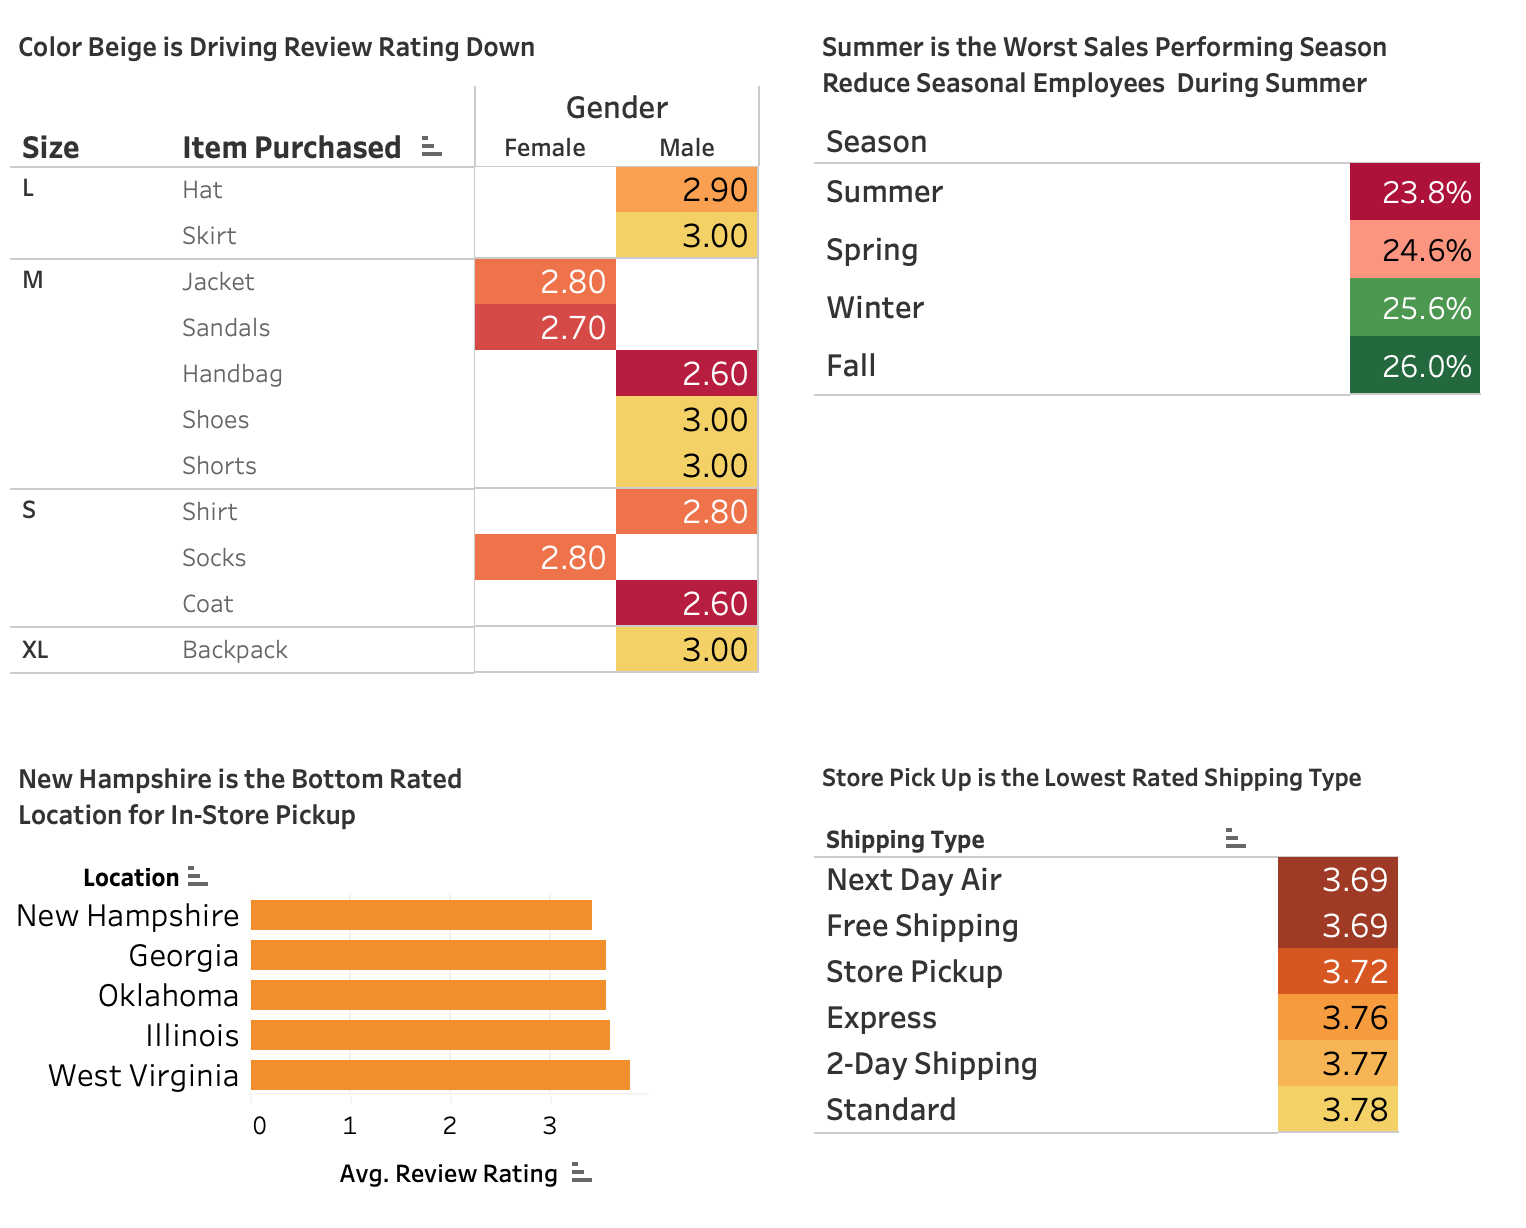 Color Beige is Driving Review Rating Down
Gender
Size Item Purchased Female Male
L Hat 2.90
Skirt 3.00
M Jacket 2.80
Sandals 2.70
Handbag 2.60
Shoes 3.00
Shorts 3.00
S Shirt 2.80
Socks 2.80
Coat 2.60
XL Backpack 3.00
Summer is the Worst Sales Performing Season
Reduce Seasonal Employees During Summer
Season
Summer 23.8%
Spring 24.6%
Winter 25.6%
Fall 26.0%
New Hampshire is the Bottom Rated
Location for In-Store Pickup
Location
New Hampshire
Georgia
Oklahoma
Illinois
West Virginia
0 1 2 3
Avg. Review Rating
Store Pick Up is the Lowest Rated Shipping Type
Shipping Type
Next Day Air 3.69
Free Shipping 3.69
Store Pickup 3.72
Express 3.76
2-Day Shipping 3.77
Standard 3.78